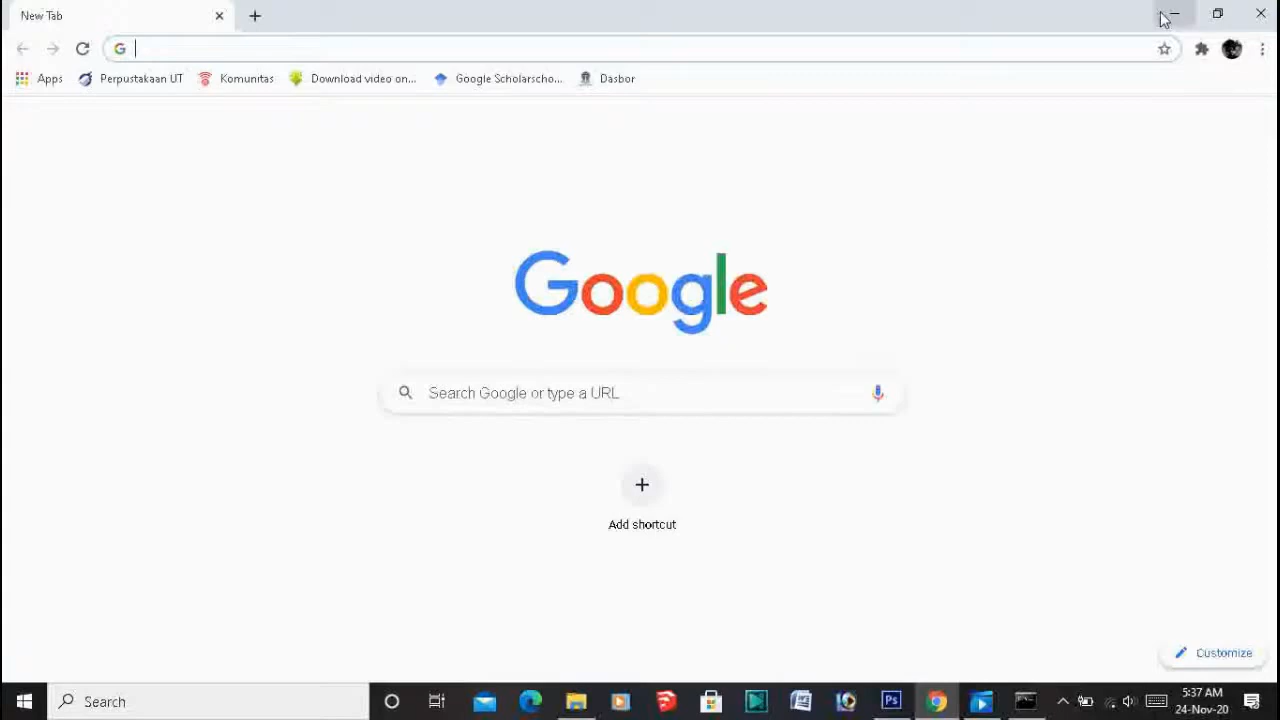 New Tab
Apps Perpustakaan UT Komunitas Download video on... Google Scholarscho... Dasbor
Google
Search Google or type a URL
Add shortcut
Customize
Search
5:37 AM
24-Nov-20